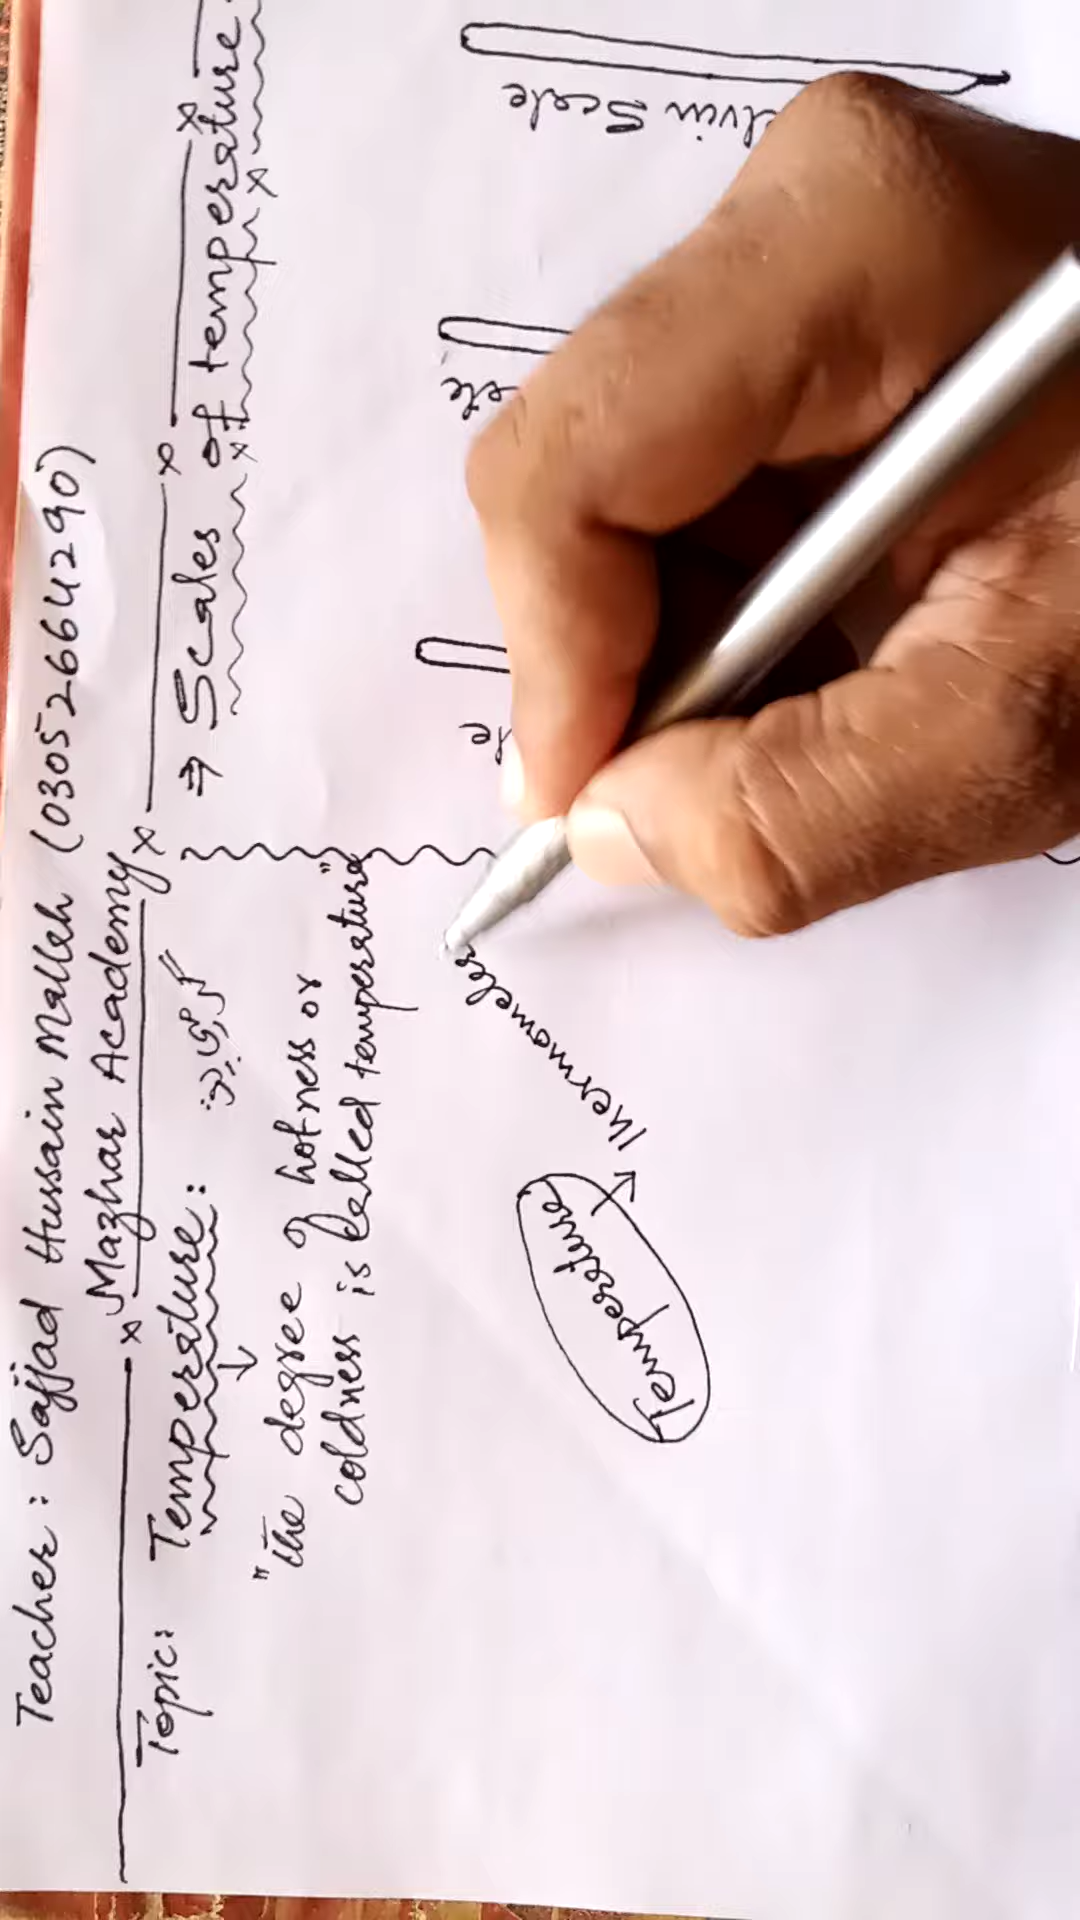 Teacher : Sajjad Hussain Malleh (03052664290)
Mazhar Academy
Topic: Temperature:
"The degree of hotness or
coldness is called temperature"
Temperature
Thermometer
⇒ Scales of temperature:
Scale